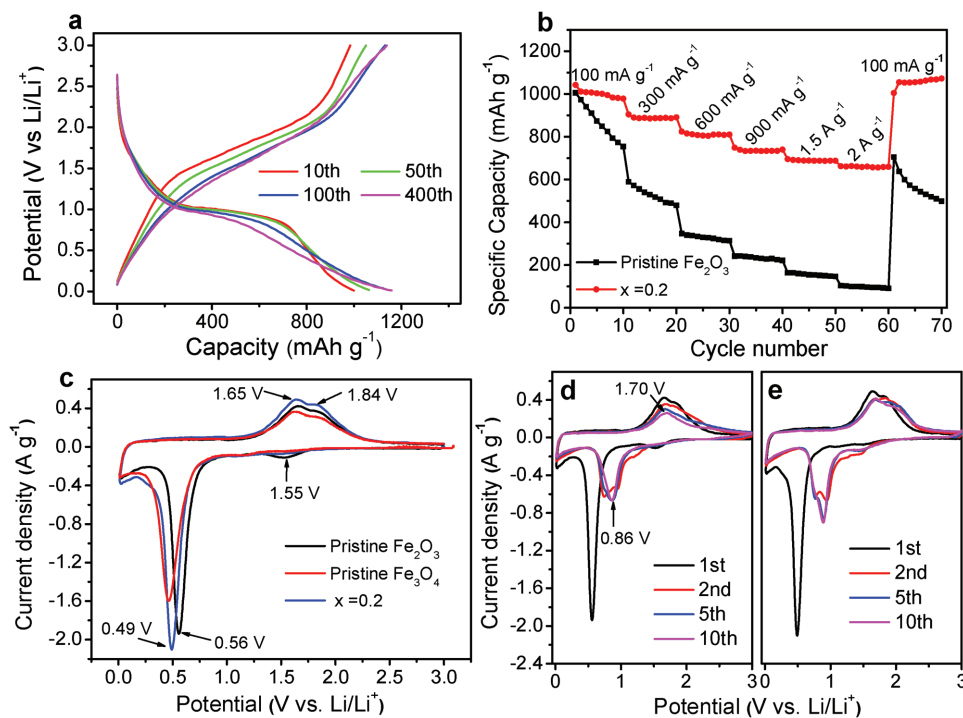 a
Potential (V vs Li/Li⁺)
3.0
2.5
2.0
1.5
1.0
0.5
0.0
10th
50th
100th
400th
0
400
800
1200
Capacity (mAh g⁻¹)
b
Specific Capacity (mAh g⁻¹)
1200
1000
800
600
400
200
0
100 mA g⁻¹
300 mA g⁻¹
600 mA g⁻¹
900 mA g⁻¹
1.5 A g⁻¹
2 A g⁻¹
100 mA g⁻¹
Pristine Fe₂O₃
x =0.2
0 10 20 30 40 50 60 70
Cycle number
c
Current density (A g⁻¹)
0.4
0.0
-0.4
-0.8
-1.2
-1.6
-2.0
1.65 V
1.84 V
1.55 V
0.49 V
0.56 V
Pristine Fe₂O₃
Pristine Fe₃O₄
x =0.2
0.0 0.5 1.0 1.5 2.0 2.5 3.0
Potential (V vs. Li/Li⁺)
d
Current density (A g⁻¹)
0.4
0.0
-0.4
-0.8
-1.2
-1.6
-2.0
-2.4
1.70 V
0.86 V
1st
2nd
5th
10th
0 1 2 3
e
1st
2nd
5th
10th
0 1 2 3
Potential (V vs. Li/Li⁺)